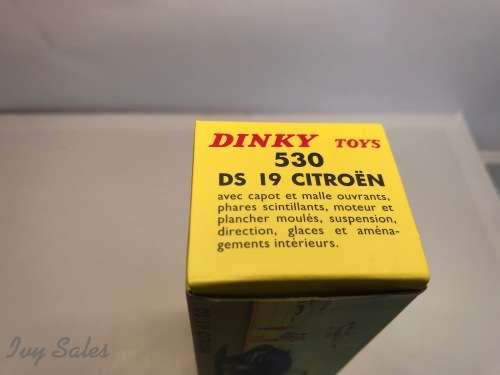 DINKY TOYS
530
DS 19 CITROËN
avec capot et malle ouvrants,
phares scintillants, moteur et
plancher moulés, suspension,
direction, glaces et aména-
gements intérieurs.
Ivy Sales